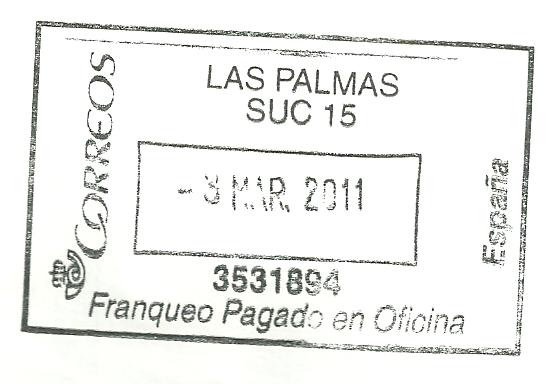 CORREOS
LAS PALMAS
SUC 15
- 3 MAR. 2011
3531894
Franqueo Pagado en Oficina
España